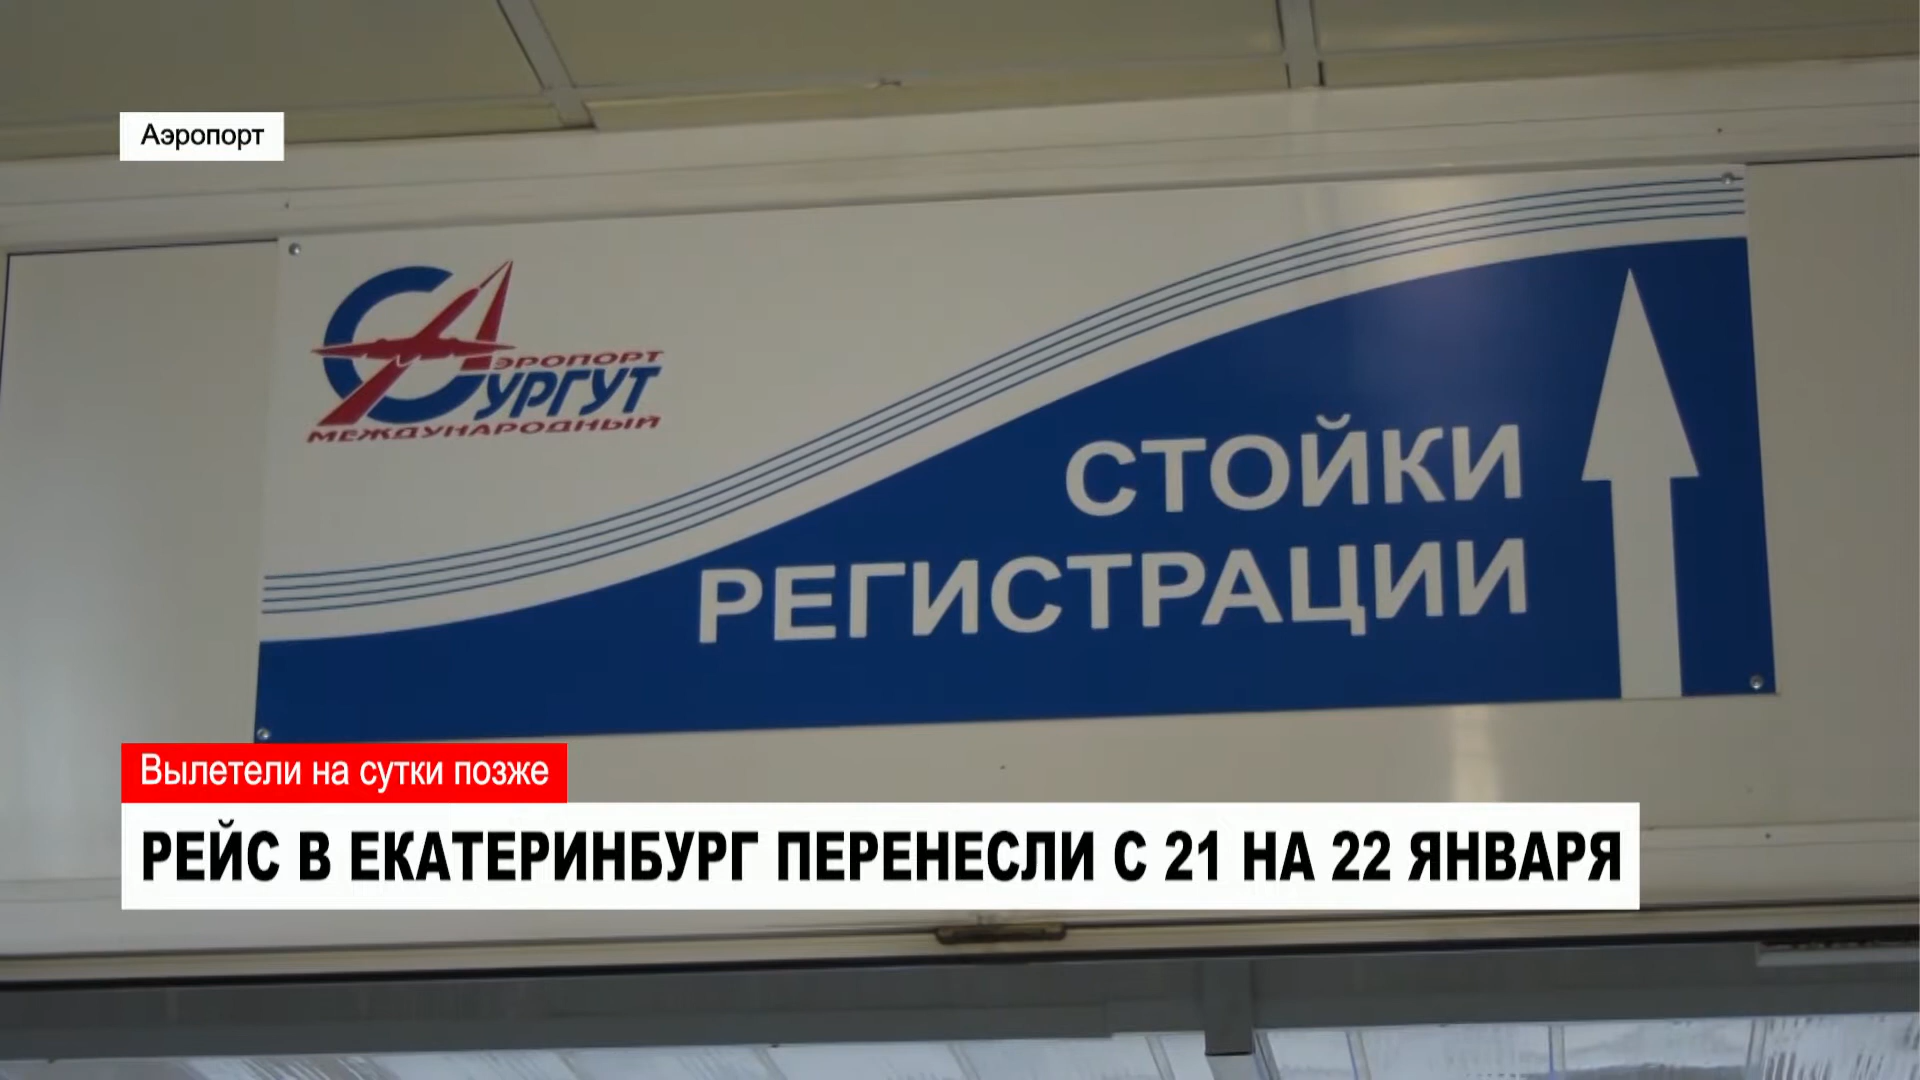 Аэропорт
АЭРОПОРТ
СУРГУТ
МЕЖДУНАРОДНЫЙ
СТОЙКИ
РЕГИСТРАЦИИ
Вылетели на сутки позже
РЕЙС В ЕКАТЕРИНБУРГ ПЕРЕНЕСЛИ С 21 НА 22 ЯНВАРЯ